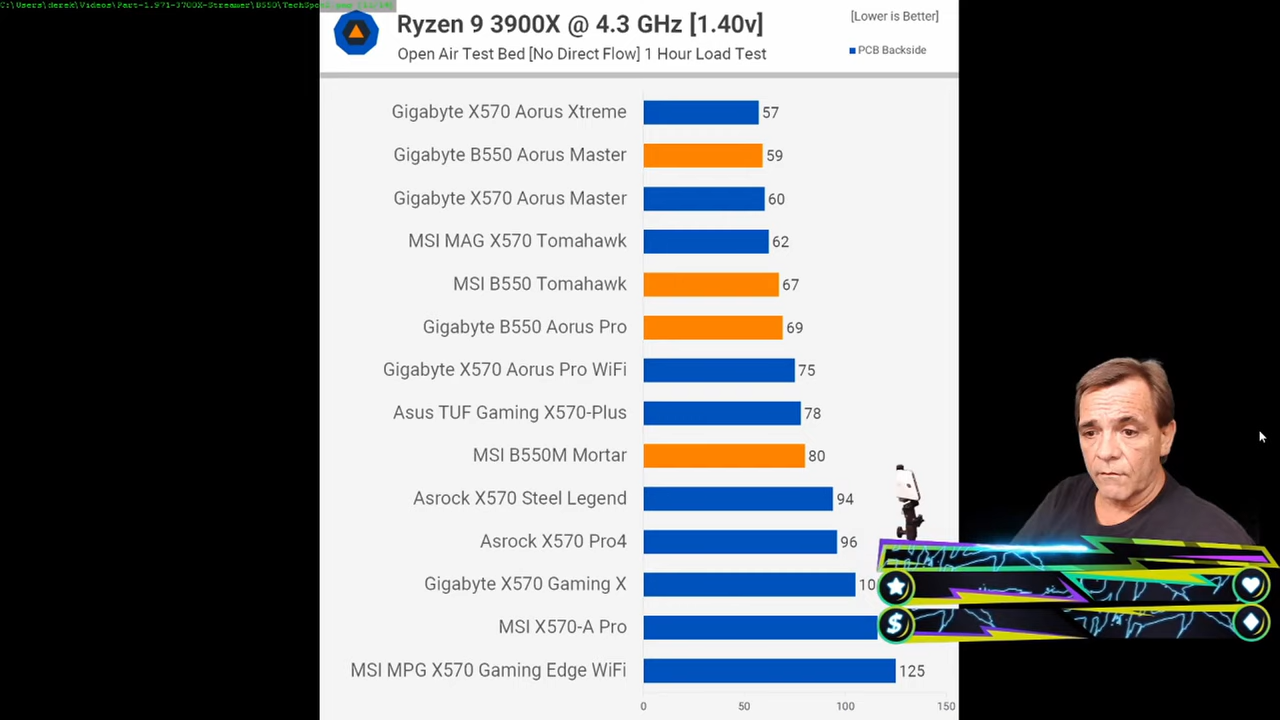 Ryzen 9 3900X @ 4.3 GHz [1.40v]
[Lower is Better]
Open Air Test Bed [No Direct Flow] 1 Hour Load Test
PCB Backside
Gigabyte X570 Aorus Xtreme 57
Gigabyte B550 Aorus Master 59
Gigabyte X570 Aorus Master 60
MSI MAG X570 Tomahawk 62
MSI B550 Tomahawk 67
Gigabyte B550 Aorus Pro 69
Gigabyte X570 Aorus Pro WiFi 75
Asus TUF Gaming X570-Plus 78
MSI B550M Mortar 80
Asrock X570 Steel Legend 94
Asrock X570 Pro4 96
Gigabyte X570 Gaming X 10
MSI X570-A Pro
MSI MPG X570 Gaming Edge WiFi 125
0 50 100 150
$